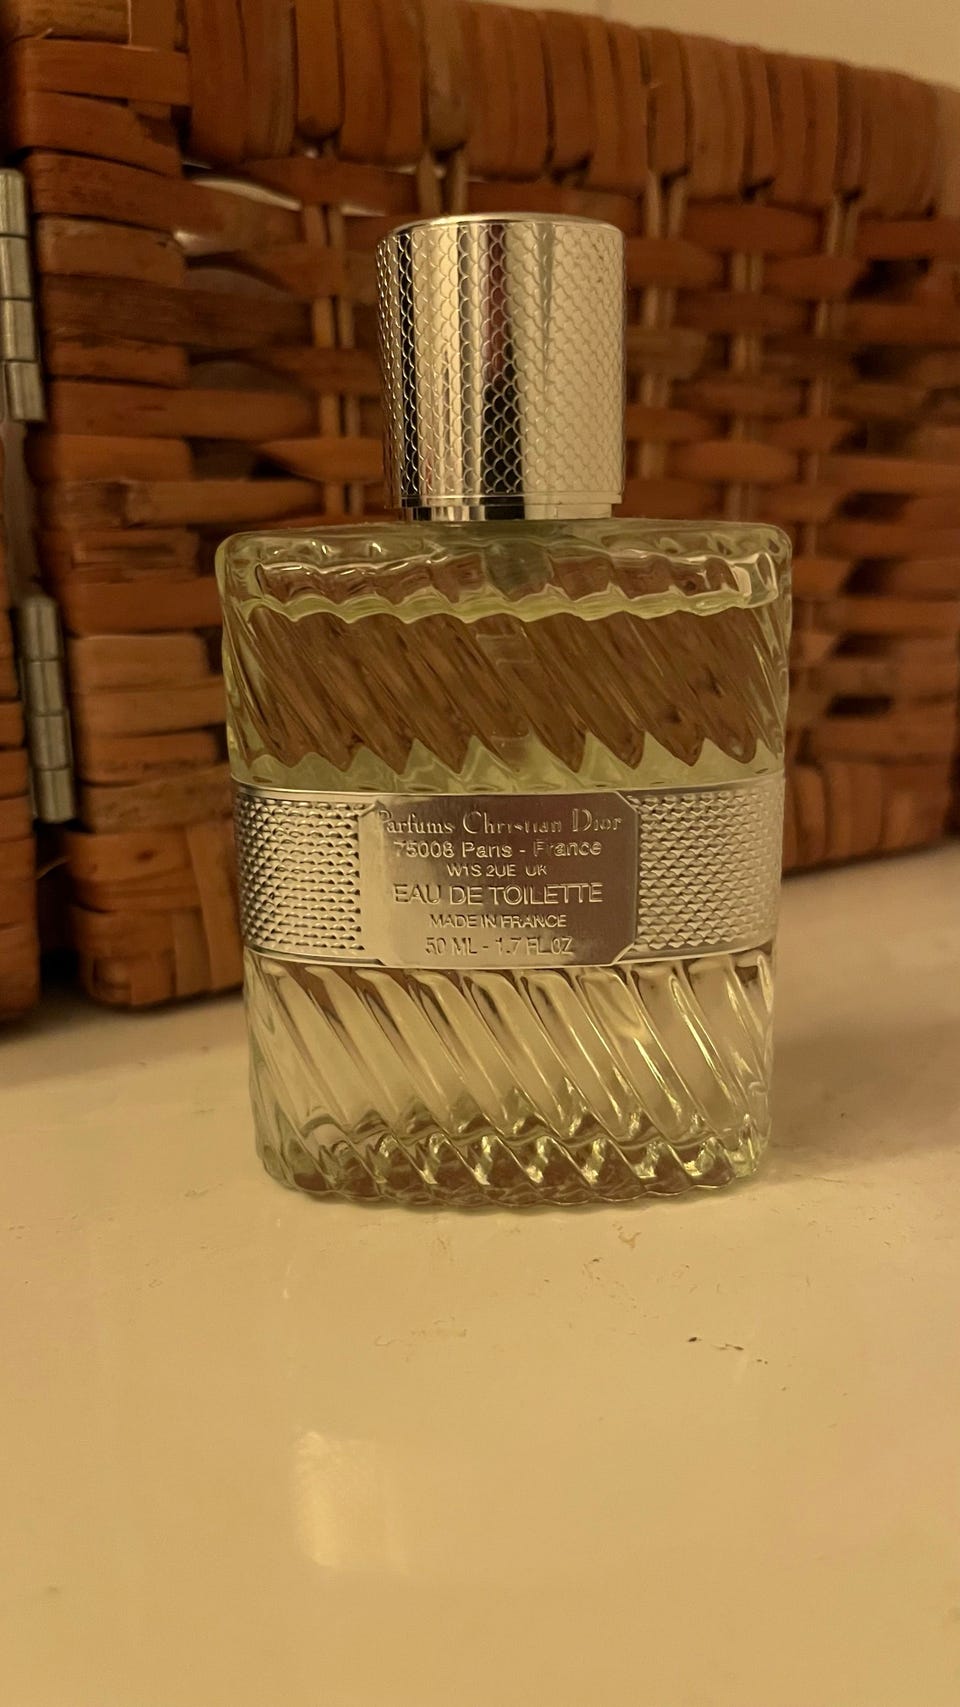 Parfums Christian Dior
75008 Paris - France
W1S 2UE UK
EAU DE TOILETTE
MADE IN FRANCE
50 ML - 1.7 FL.OZ